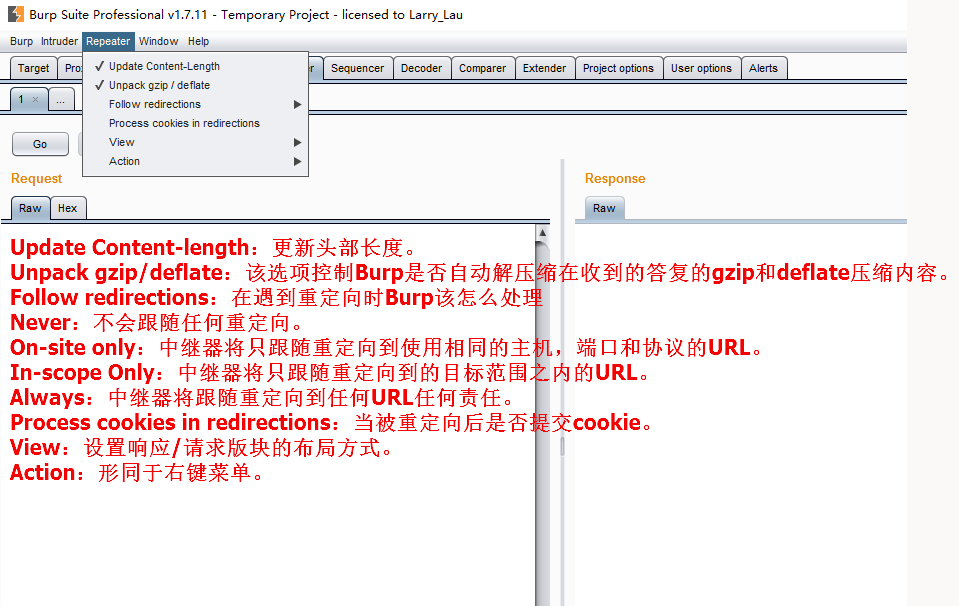 Burp Suite Professional v1.7.11 - Temporary Project - licensed to Larry_Lau
Burp Intruder Repeater Window Help
Target Pro r Sequencer Decoder Comparer Extender Project options User options Alerts
✓ Update Content-Length
✓ Unpack gzip / deflate
Follow redirections
Process cookies in redirections
View
Action
1 × ...
Go
Request
Response
Raw Hex
Raw
Update Content-length：更新头部长度。
Unpack gzip/deflate：该选项控制Burp是否自动解压缩在收到的答复的gzip和deflate压缩内容。
Follow redirections：在遇到重定向时Burp该怎么处理
Never：不会跟随任何重定向。
On-site only：中继器将只跟随重定向到使用相同的主机，端口和协议的URL。
In-scope Only：中继器将只跟随重定向到的目标范围之内的URL。
Always：中继器将跟随重定向到任何URL任何责任。
Process cookies in redirections：当被重定向后是否提交cookie。
View：设置响应/请求版块的布局方式。
Action：形同于右键菜单。